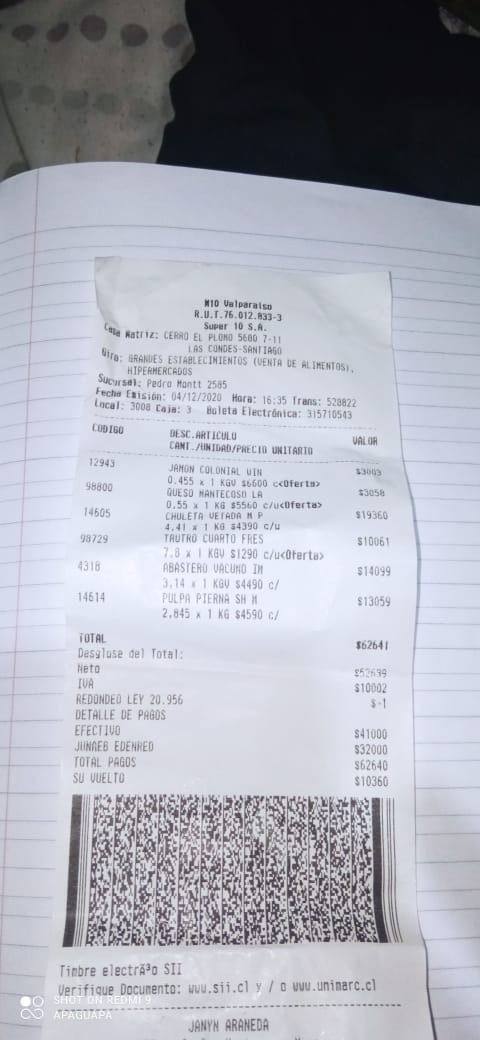 M10 Valparaiso
R.U.T.76.012.833-3
Super 10 S.A.
Casa Matriz: CERRO EL PLOMO 5680 7-11
LAS CONDES-SANTIAGO
Giro: GRANDES ESTABLECIMIENTOS (VENTA DE ALIMENTOS),
HIPERMERCADOS
Sucursal: Pedro Montt 2585
Fecha Emisión: 04/12/2020 Hora: 16:35 Trans: 528822
Local: 3008 Caja: 3 Boleta Electrónica: 315710543
CODIGO DESC.ARTICULO VALOR
CANT./UNIDAD/PRECIO UNITARIO
12943 JAMON COLONIAL WIN $3003
0.455 x 1 KGV $6600 c<Oferta>
98800 QUESO MANTECOSO LA $3058
0.55 x 1 KG $5560 c/u<Oferta>
14605 CHULETA VETADA M P $19360
4.41 x 1 KG $4390 c/u
98729 TRUTRO CUARTO FRES $10061
7.8 x 1 KGV $1290 c/u<Oferta>
4318 ABASTERO VACUNO IM $14099
3.14 x 1 KGV $4490 c/
14614 PULPA PIERNA SH M $13059
2.845 x 1 KG $4590 c/
TOTAL $62641
Desgluse del Total:
Neto $52639
IVA $10002
REDONDEO LEY 20.956 $-1
DETALLE DE PAGOS
EFECTIVO $41000
JUNAEB EDENRED $32000
TOTAL PAGOS $62640
SU VUELTO $10360
Timbre electrÃ³o SII
Verifique Documento: www.sii.cl y / o www.unimarc.cl
JANYN ARANEDA
SHOT ON REDMI 9
APAGUAPA